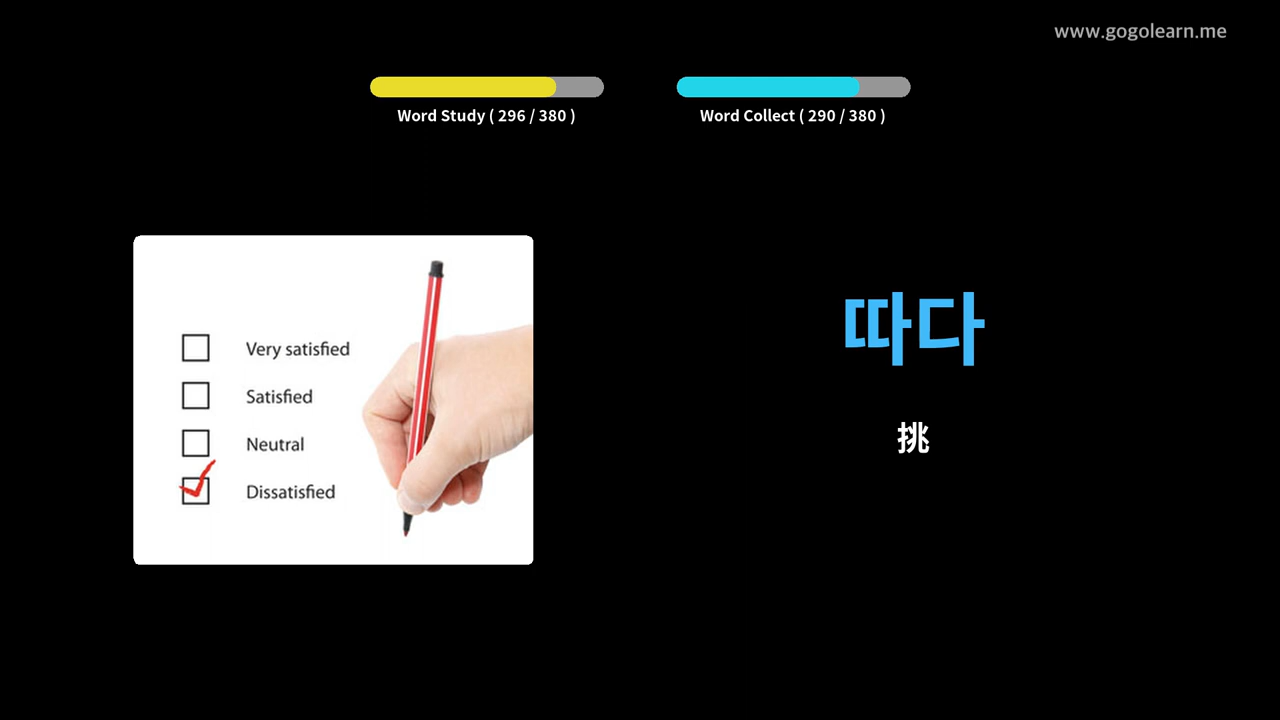 www.gogolearn.me
Word Study ( 296 / 380 )
Word Collect ( 290 / 380 )
Very satisfied
Satisfied
Neutral
Dissatisfied
따다
挑